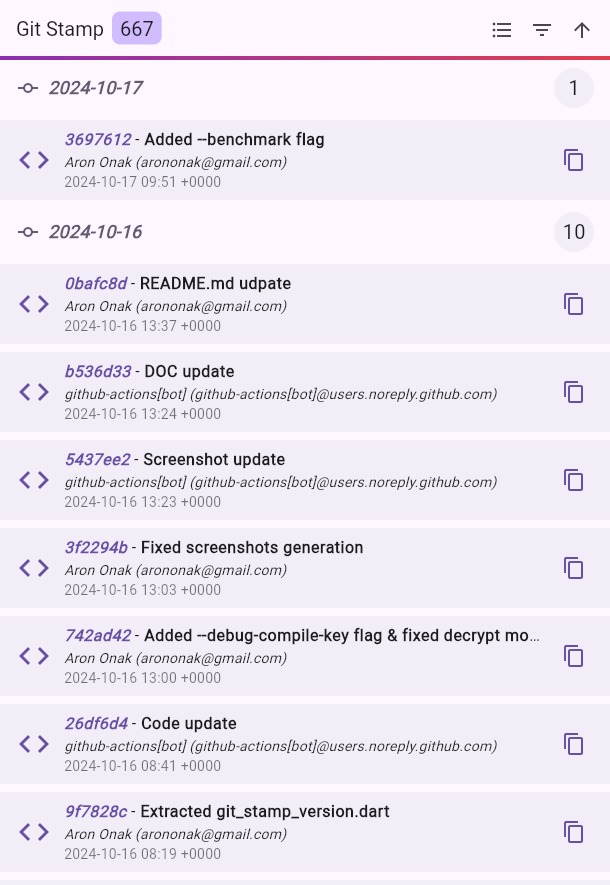 Git Stamp 667
2024-10-17 1
3697612 - Added --benchmark flag
Aron Onak (arononak@gmail.com)
2024-10-17 09:51 +0000
2024-10-16 10
0bafc8d - README.md udpate
Aron Onak (arononak@gmail.com)
2024-10-16 13:37 +0000
b536d33 - DOC update
github-actions[bot] (github-actions[bot]@users.noreply.github.com)
2024-10-16 13:24 +0000
5437ee2 - Screenshot update
github-actions[bot] (github-actions[bot]@users.noreply.github.com)
2024-10-16 13:23 +0000
3f2294b - Fixed screenshots generation
Aron Onak (arononak@gmail.com)
2024-10-16 13:03 +0000
742ad42 - Added --debug-compile-key flag & fixed decrypt mo...
Aron Onak (arononak@gmail.com)
2024-10-16 13:00 +0000
26df6d4 - Code update
github-actions[bot] (github-actions[bot]@users.noreply.github.com)
2024-10-16 08:41 +0000
9f7828c - Extracted git_stamp_version.dart
Aron Onak (arononak@gmail.com)
2024-10-16 08:19 +0000